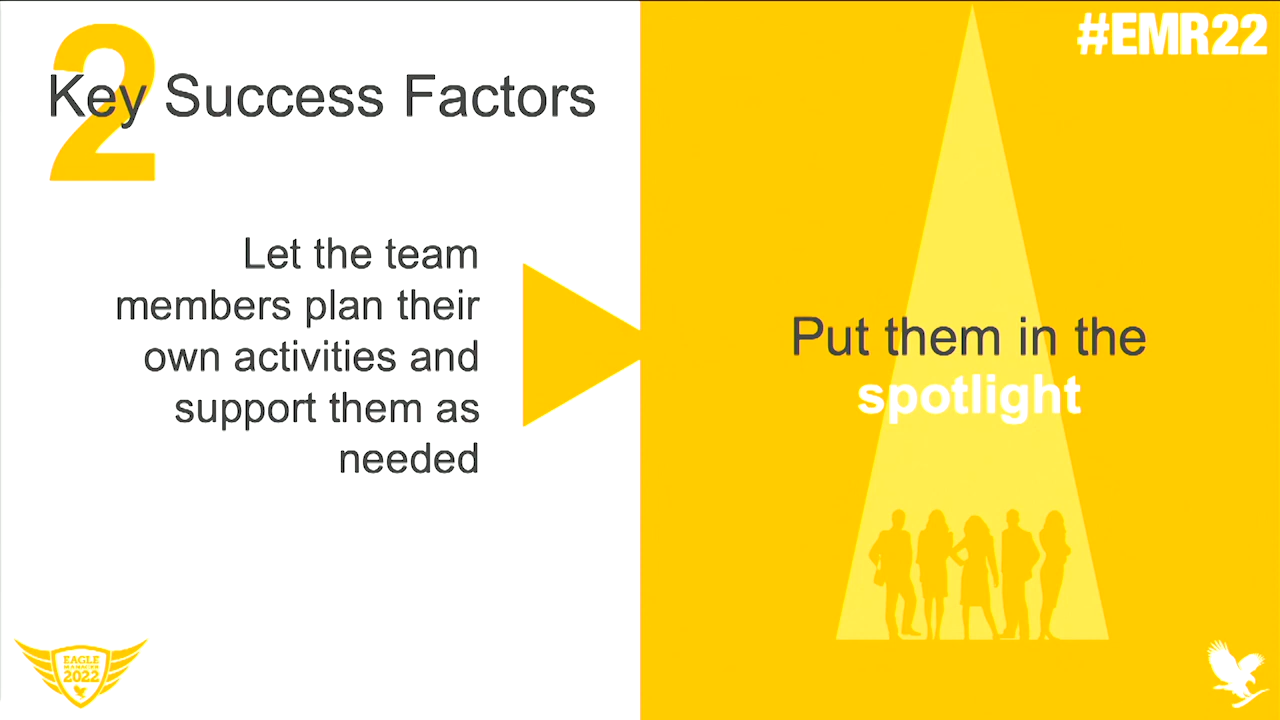 2
Key Success Factors
Let the team
members plan their
own activities and
support them as
needed
#EMR22
Put them in the
spotlight
EAGLE
MANAGER
2022